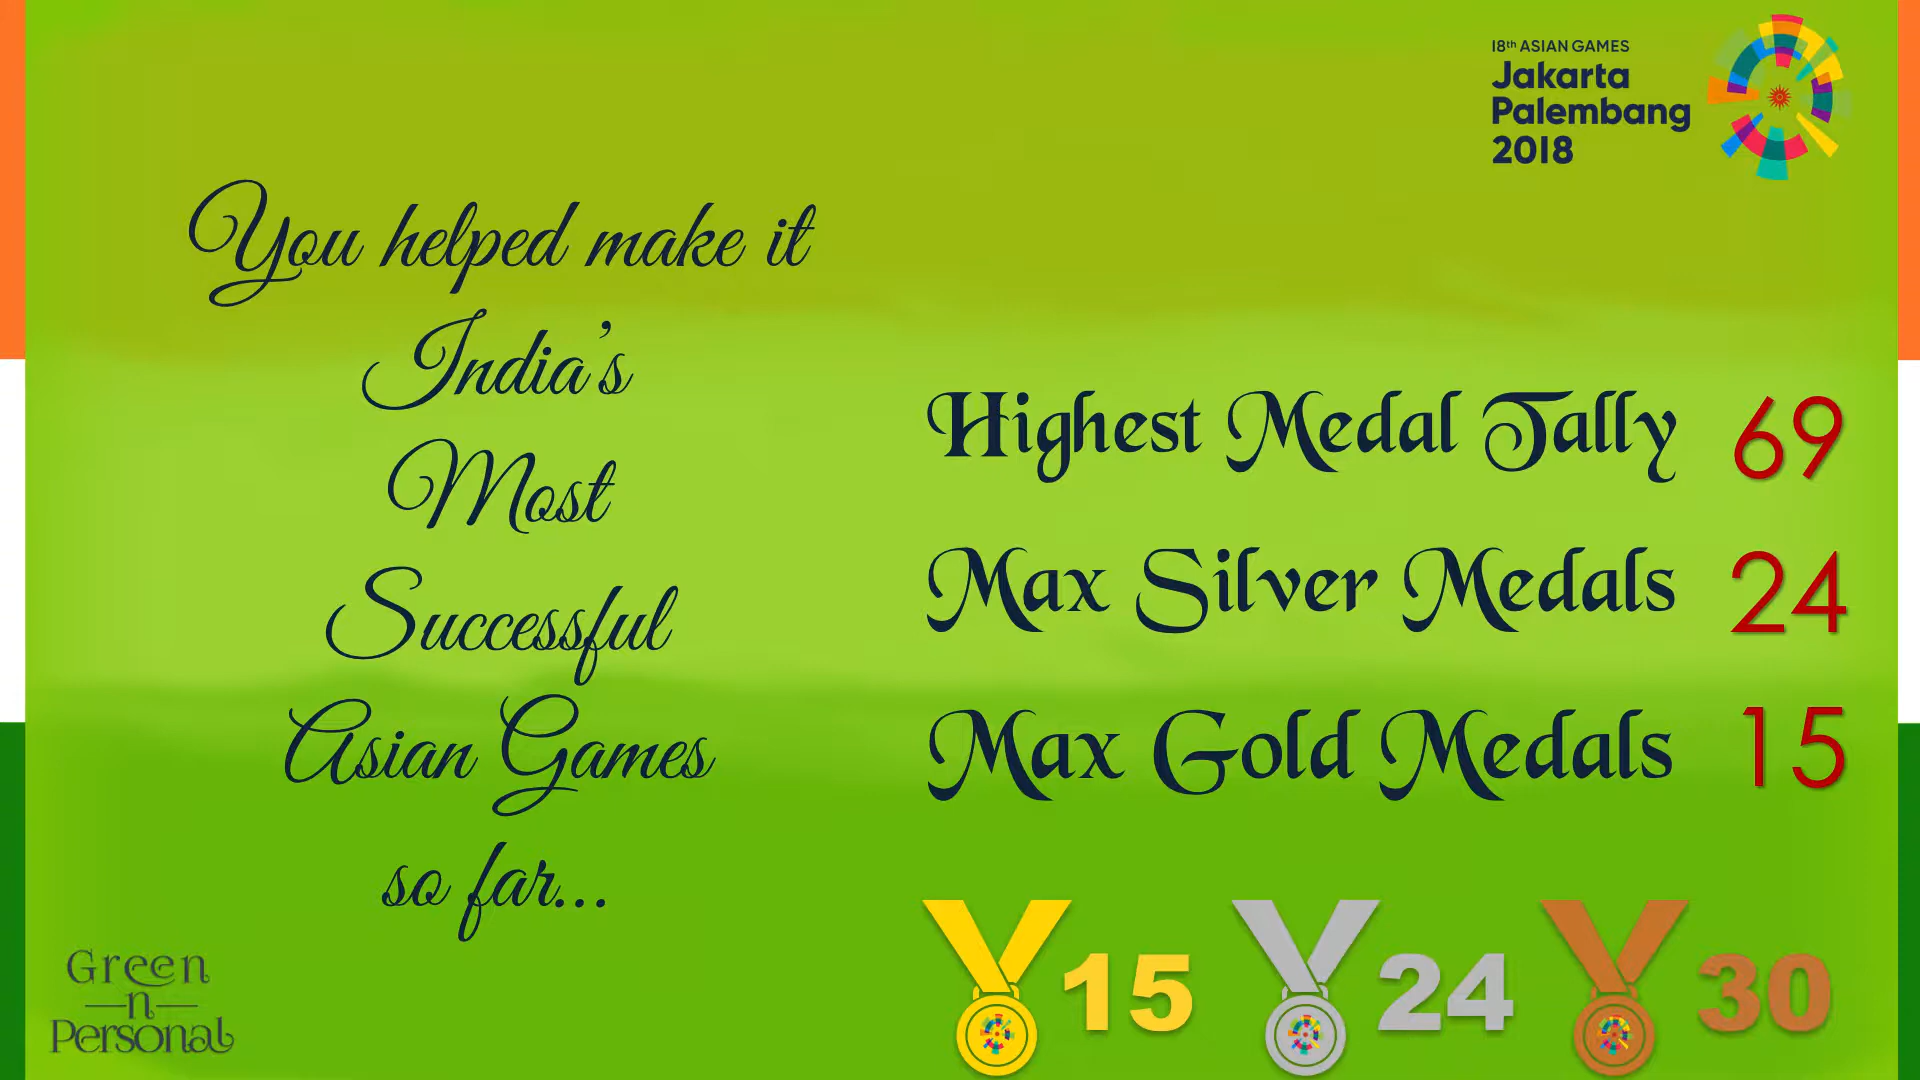 18th ASIAN GAMES
Jakarta
Palembang
2018
You helped make it
India's
Most
Successful
Asian Games
so far...
Highest Medal Tally 69
Max Silver Medals 24
Max Gold Medals 15
15 24 30
Green
n
Personal